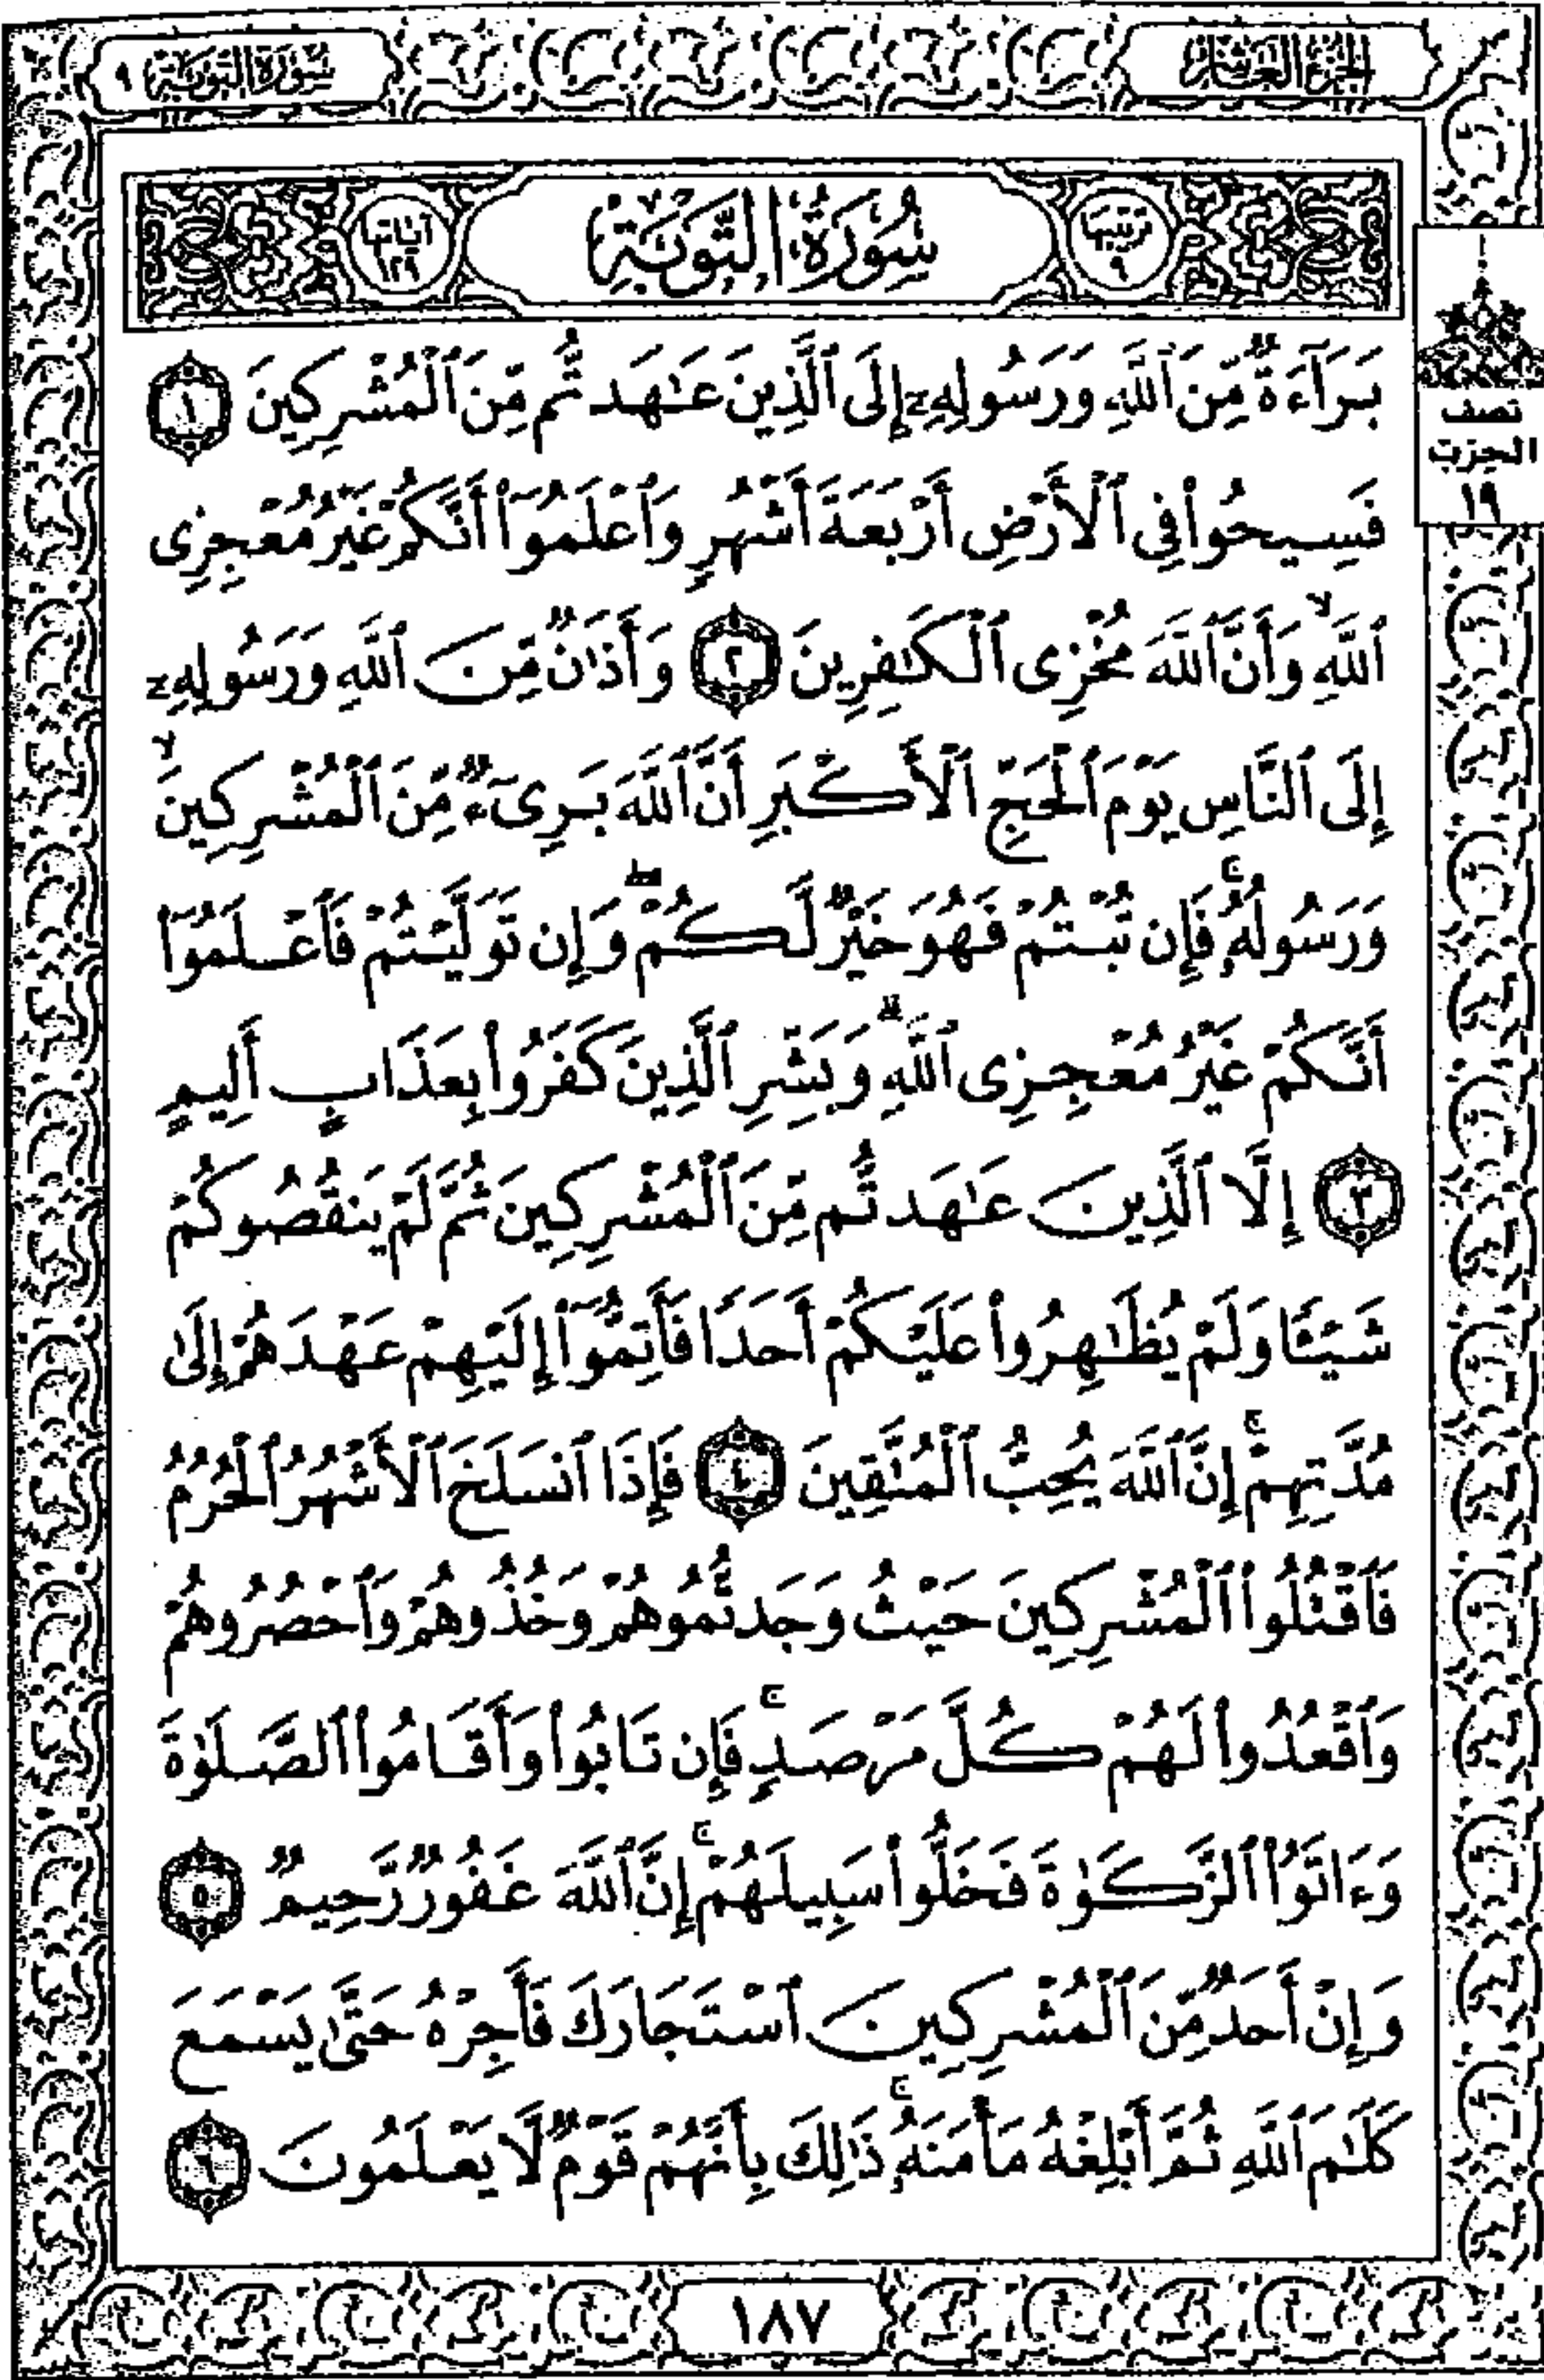 الجزء العاشر
سورة التوبة ٩
ترتيبها ٩
سُورَةُ التَّوْبَةِ
آياتها ١٢٩
نصف الحزب ١٩
بَرَآءَةٌ مِّنَ ٱللَّهِ وَرَسُولِهِۦٓ إِلَى ٱلَّذِينَ عَـٰهَدتُّم مِّنَ ٱلْمُشْرِكِينَ ١
فَسِيحُوا۟ فِى ٱلْأَرْضِ أَرْبَعَةَ أَشْهُرٍ وَٱعْلَمُوٓا۟ أَنَّكُمْ غَيْرُ مُعْجِزِى
ٱللَّهِ ۙ وَأَنَّ ٱللَّهَ مُخْزِى ٱلْكَـٰفِرِينَ ٢ وَأَذَٰنٌ مِّنَ ٱللَّهِ وَرَسُولِهِۦٓ
إِلَى ٱلنَّاسِ يَوْمَ ٱلْحَجِّ ٱلْأَكْبَرِ أَنَّ ٱللَّهَ بَرِىٓءٌ مِّنَ ٱلْمُشْرِكِينَ ۙ
وَرَسُولُهُۥ ۚ فَإِن تُبْتُمْ فَهُوَ خَيْرٌ لَّكُمْ ۖ وَإِن تَوَلَّيْتُمْ فَٱعْلَمُوٓا۟
أَنَّكُمْ غَيْرُ مُعْجِزِى ٱللَّهِ ۗ وَبَشِّرِ ٱلَّذِينَ كَفَرُوا۟ بِعَذَابٍ أَلِيمٍ
٣ إِلَّا ٱلَّذِينَ عَـٰهَدتُّم مِّنَ ٱلْمُشْرِكِينَ ثُمَّ لَمْ يَنقُصُوكُمْ
شَيْـًٔا وَلَمْ يُظَـٰهِرُوا۟ عَلَيْكُمْ أَحَدًا فَأَتِمُّوٓا۟ إِلَيْهِمْ عَهْدَهُمْ إِلَىٰ
مُدَّتِهِمْ ۚ إِنَّ ٱللَّهَ يُحِبُّ ٱلْمُتَّقِينَ ٤ فَإِذَا ٱنسَلَخَ ٱلْأَشْهُرُ ٱلْحُرُمُ
فَٱقْتُلُوا۟ ٱلْمُشْرِكِينَ حَيْثُ وَجَدتُّمُوهُمْ وَخُذُوهُمْ وَٱحْصُرُوهُمْ
وَٱقْعُدُوا۟ لَهُمْ كُلَّ مَرْصَدٍ ۚ فَإِن تَابُوا۟ وَأَقَامُوا۟ ٱلصَّلَوٰةَ
وَءَاتَوُا۟ ٱلزَّكَوٰةَ فَخَلُّوا۟ سَبِيلَهُمْ ۚ إِنَّ ٱللَّهَ غَفُورٌ رَّحِيمٌ ٥
وَإِنْ أَحَدٌ مِّنَ ٱلْمُشْرِكِينَ ٱسْتَجَارَكَ فَأَجِرْهُ حَتَّىٰ يَسْمَعَ
كَلَـٰمَ ٱللَّهِ ثُمَّ أَبْلِغْهُ مَأْمَنَهُۥ ۚ ذَٰلِكَ بِأَنَّهُمْ قَوْمٌ لَّا يَعْلَمُونَ ٦
١٨٧